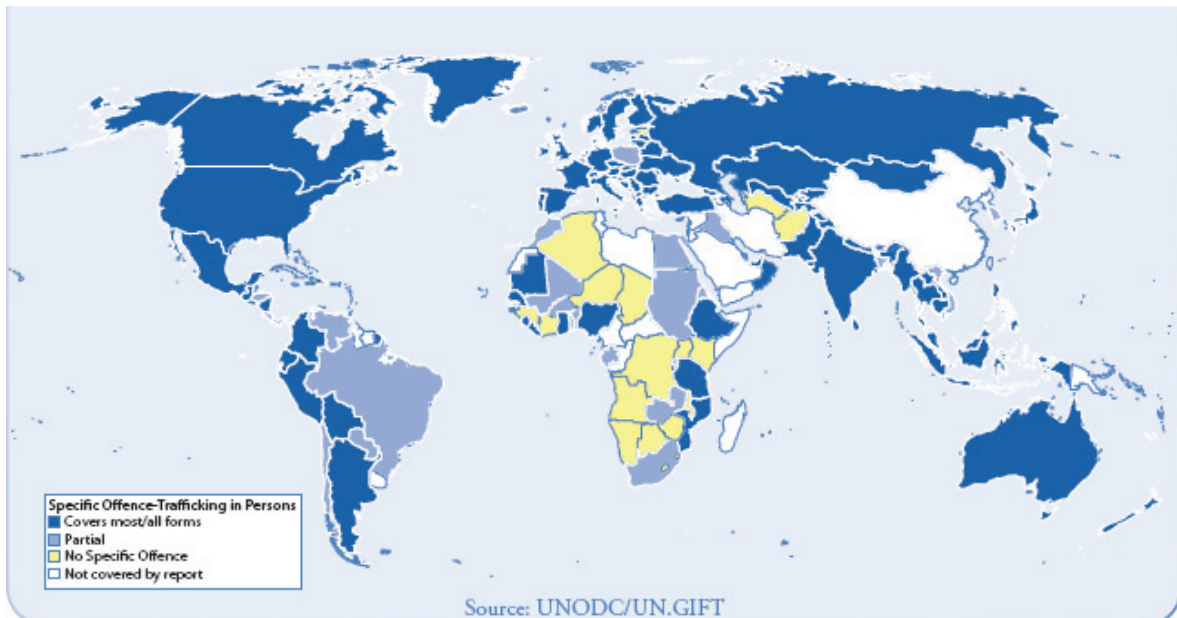 Specific Offence-Trafficking in Persons
Covers most/all forms
Partial
No Specific Offence
Not covered by report
Source: UNODC/UN.GIFT